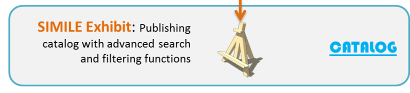 SIMILE Exhibit: Publishing
catalog with advanced search
and filtering functions
CATALOG